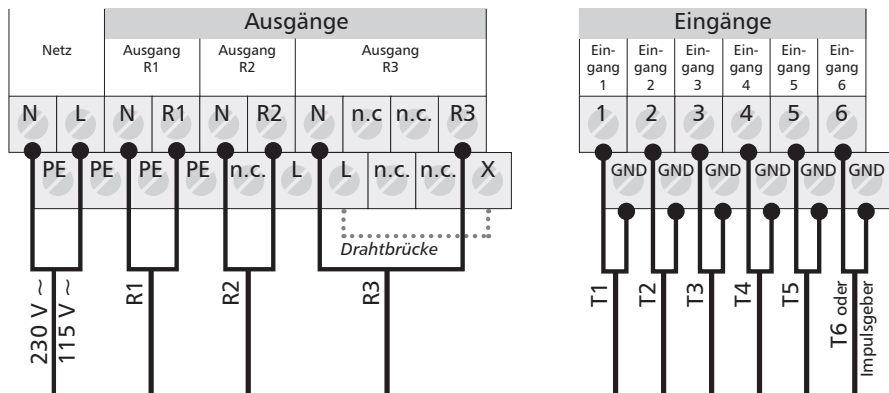 Ausgänge
Netz
Ausgang
R1
Ausgang
R2
Ausgang
R3
N L N R1 N R2 N n.c n.c. R3
PE PE PE PE n.c. L L n.c. n.c. X
Drahtbrücke
230 V ~
115 V ~
R1
R2
R3
Eingänge
Ein-
gang
1
Ein-
gang
2
Ein-
gang
3
Ein-
gang
4
Ein-
gang
5
Ein-
gang
6
1 2 3 4 5 6
GND GND GND GND GND GND
T1
T2
T3
T4
T5
T6 oder
Impulsgeber